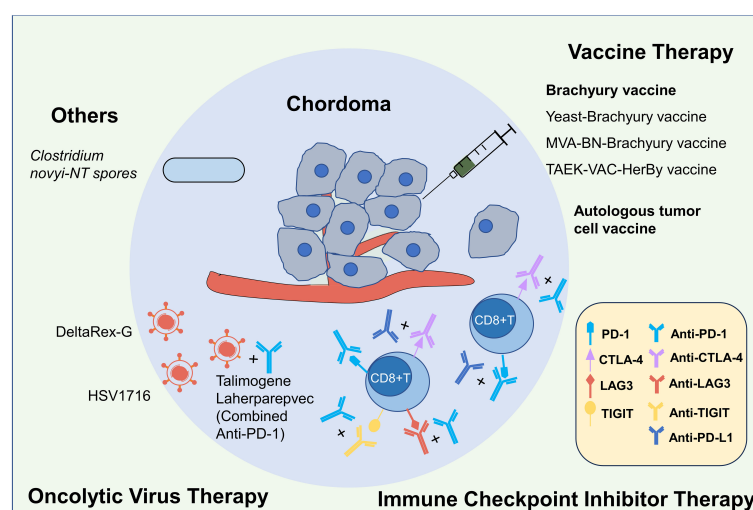 Vaccine Therapy
Brachyury vaccine
Yeast-Brachyury vaccine
MVA-BN-Brachyury vaccine
TAEK-VAC-HerBy vaccine
Autologous tumor
cell vaccine
Others
Clostridium
novyi-NT spores
Chordoma
DeltaRex-G
HSV1716
+
Talimogene
Laherparepvec
(Combined
Anti-PD-1)
CD8+T
CD8+T
+
+
+
+
+
PD-1
CTLA-4
LAG3
TIGIT
Anti-PD-1
Anti-CTLA-4
Anti-LAG3
Anti-TIGIT
Anti-PD-L1
Oncolytic Virus Therapy
Immune Checkpoint Inhibitor Therapy